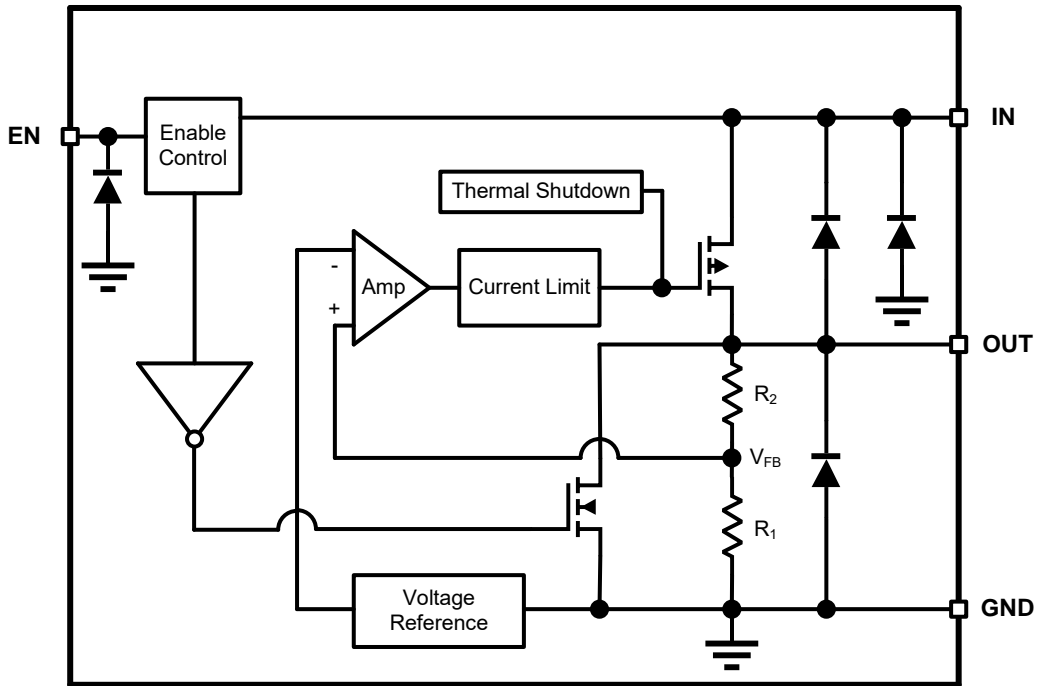 EN
Enable
Control
IN
Thermal Shutdown
-
Amp
+
Current Limit
OUT
R2
VFB
R1
Voltage
Reference
GND